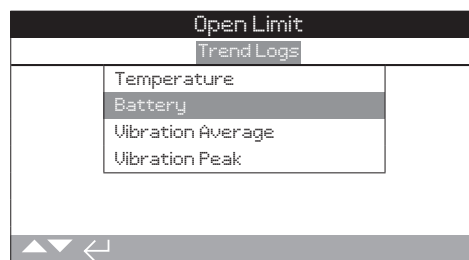 Open Limit
Trend Logs
Temperature
Battery
Vibration Average
Vibration Peak